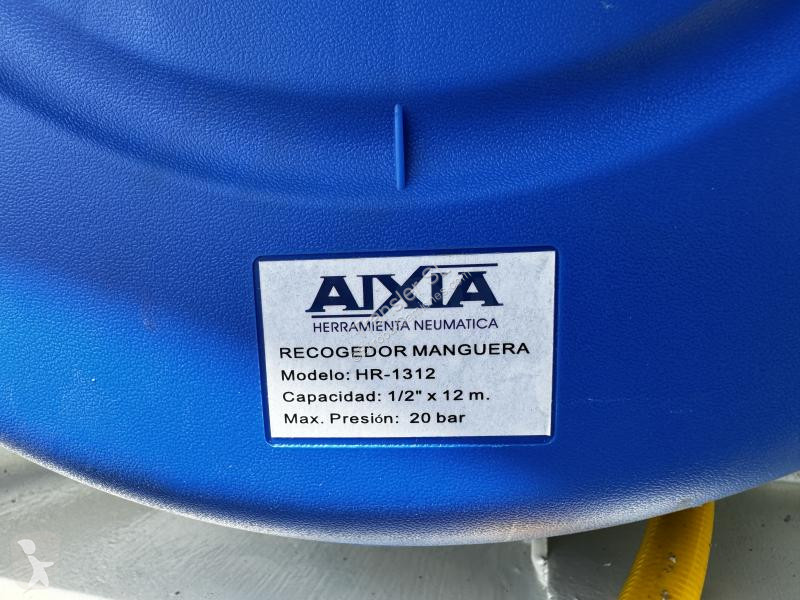 AIXIA
HERRAMIENTA NEUMATICA
RECOGEDOR MANGUERA
Modelo: HR-1312
Capacidad: 1/2" x 12 m.
Max. Presión: 20 bar